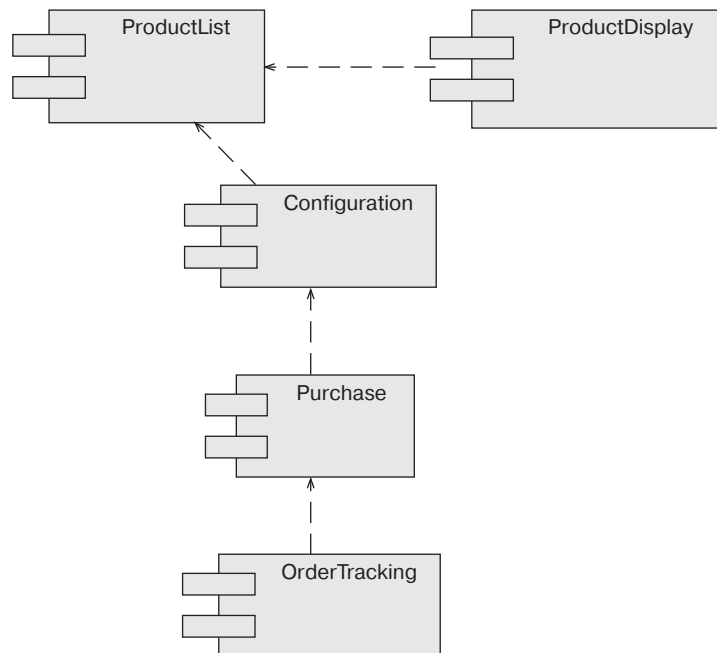 ProductList
ProductDisplay
Configuration
Purchase
OrderTracking